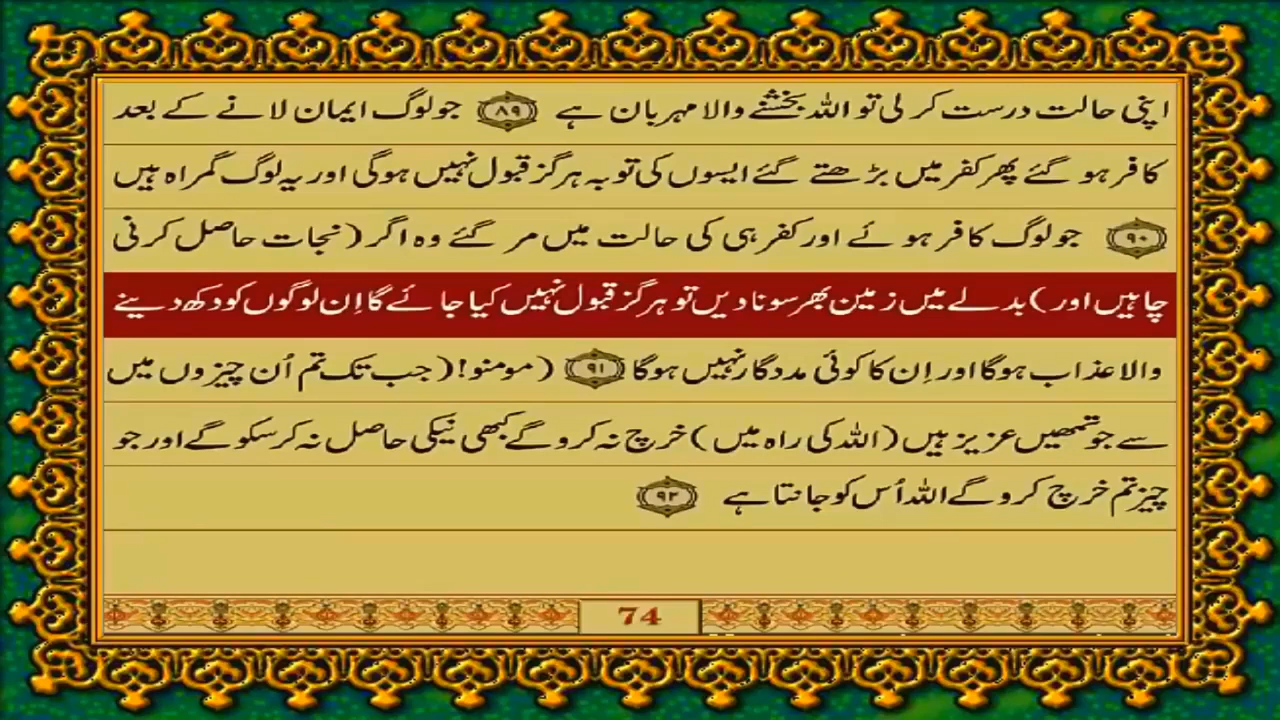 اپنی حالت درست کر لی تو اللہ بخشنے والا مہربان ہے ﴿۸۹﴾ جو لوگ ایمان لانے کے بعد
کافر ہو گئے پھر کفر میں بڑھتے گئے ایسوں کی توبہ ہرگز قبول نہیں ہوگی اور یہ لوگ گمراہ ہیں
﴿۹۰﴾ جو لوگ کافر ہوئے اور کفر ہی کی حالت میں مر گئے وہ اگر (نجات حاصل کرنی
چاہیں اور) بدلے میں زمین بھر سونا دیں تو ہرگز قبول نہیں کیا جائے گا اِن لوگوں کو دکھ دینے
والا عذاب ہوگا اور اِن کا کوئی مددگار نہیں ہوگا ﴿۹۱﴾ (مومنو!( جب تک تم اُن چیزوں میں
سے جو تمھیں عزیز ہیں (اللہ کی راہ میں) خرچ نہ کرو گے کبھی نیکی حاصل نہ کر سکو گے اور جو
چیز تم خرچ کرو گے اللہ اُس کو جانتا ہے ﴿۹۲﴾
74